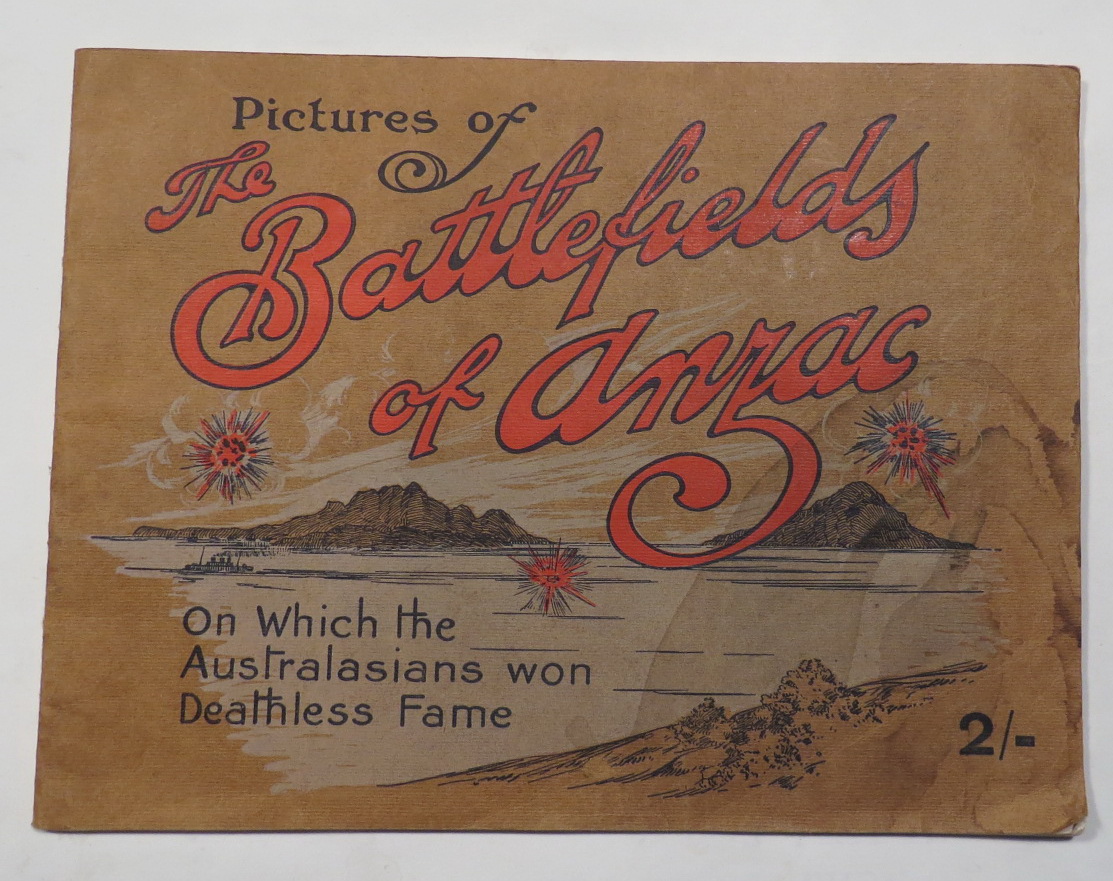 Pictures of
The
Battlefields
of Anzac
On Which the
Australasians won
Deathless Fame
2/-